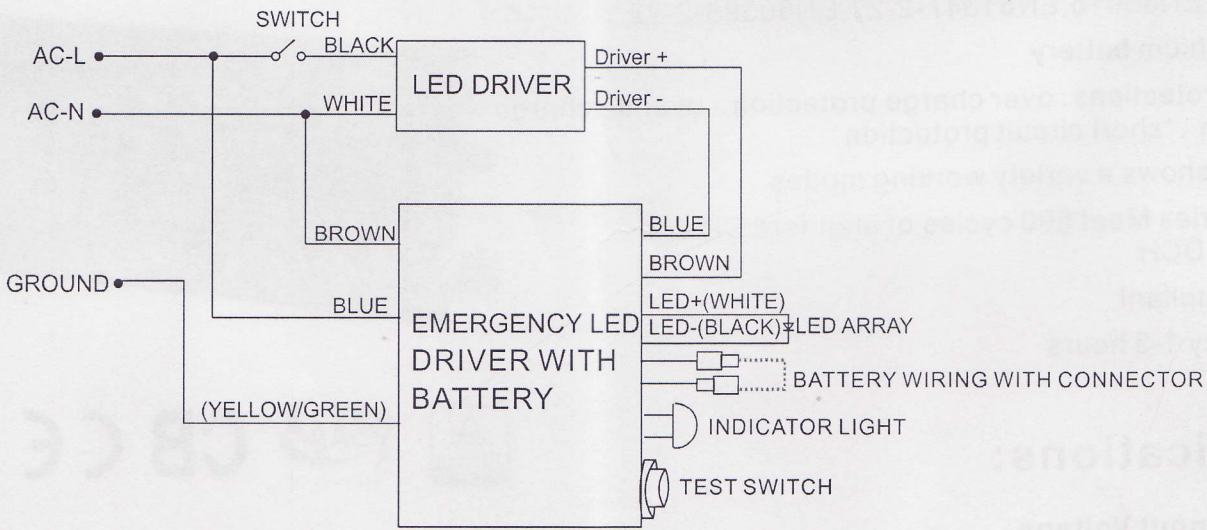 SWITCH
AC-L
BLACK
LED DRIVER
Driver +
AC-N
WHITE
Driver -
BROWN
BLUE
BROWN
GROUND
BLUE
LED+(WHITE)
EMERGENCY LED
DRIVER WITH
BATTERY
LED-(BLACK)
LED ARRAY
BATTERY WIRING WITH CONNECTOR
(YELLOW/GREEN)
INDICATOR LIGHT
TEST SWITCH